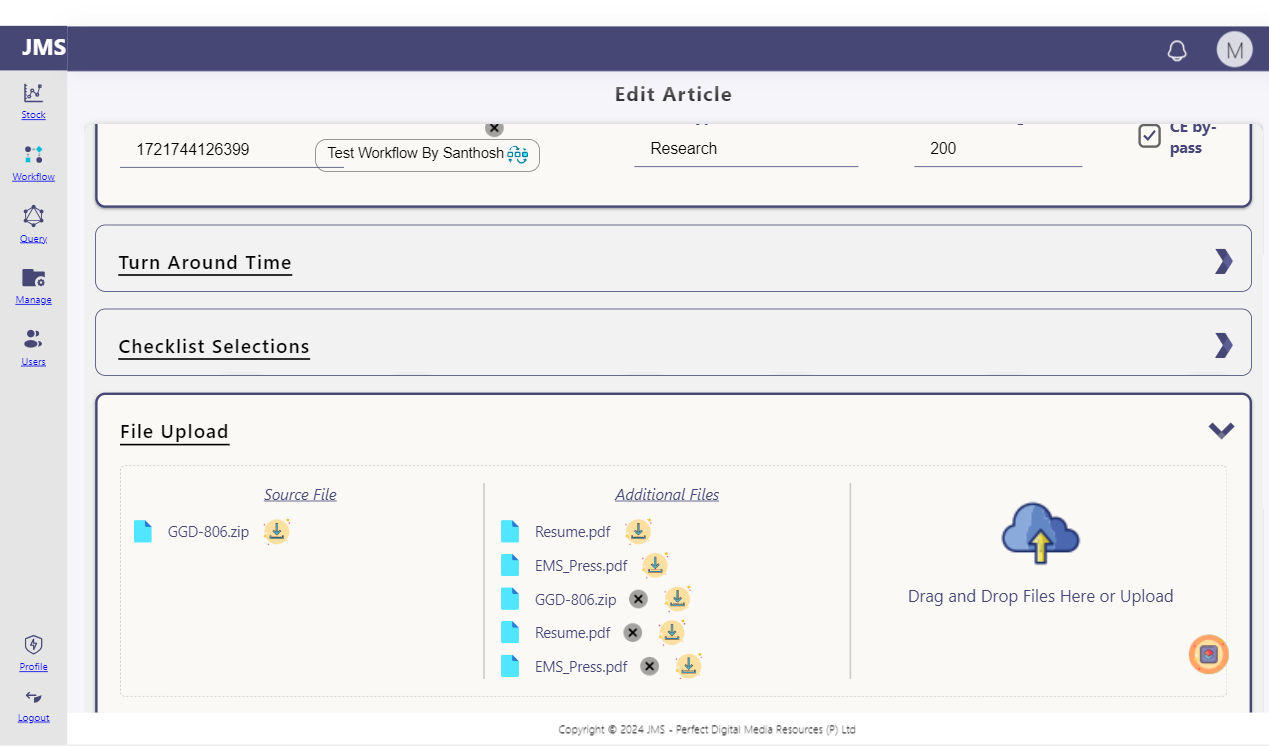 JMS
M
Edit Article
Stock
Workflow
Query
Manage
Users
Profile
Logout
CE by-
pass
1721744126399
Test Workflow By Santhosh
Research
200
Turn Around Time
Checklist Selections
File Upload
Source File
GGD-806.zip
Additional Files
Resume.pdf
EMS_Press.pdf
GGD-806.zip
Resume.pdf
EMS_Press.pdf
Drag and Drop Files Here or Upload
Copyright © 2024 JMS - Perfect Digital Media Resources (P) Ltd